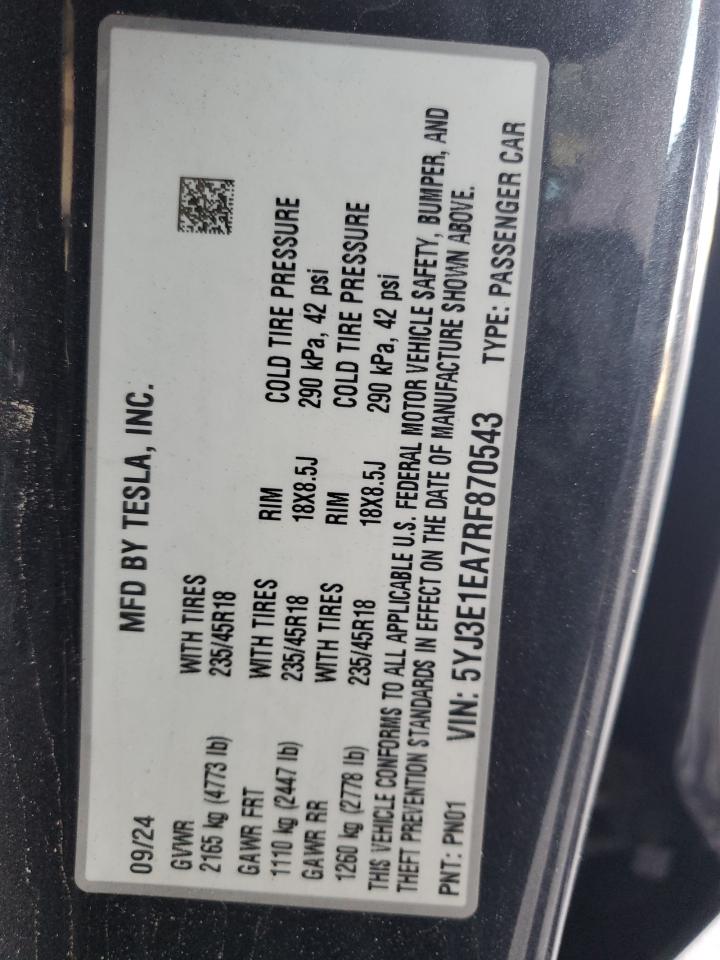 MFD BY TESLA, INC.
09/24
GVWR WITH TIRES
2165 kg (4773 lb) 235/45R18
GAWR FRT WITH TIRES RIM COLD TIRE PRESSURE
1110 kg (2447 lb) 235/45R18 18X8.5J 290 kPa, 42 psi
GAWR RR WITH TIRES RIM COLD TIRE PRESSURE
1260 kg (2778 lb) 235/45R18 18X8.5J 290 kPa, 42 psi
THIS VEHICLE CONFORMS TO ALL APPLICABLE U.S. FEDERAL MOTOR VEHICLE SAFETY, BUMPER, AND
THEFT PREVENTION STANDARDS IN EFFECT ON THE DATE OF MANUFACTURE SHOWN ABOVE.
PNT: PN01 VIN: 5YJ3E1EA7RF870543 TYPE: PASSENGER CAR